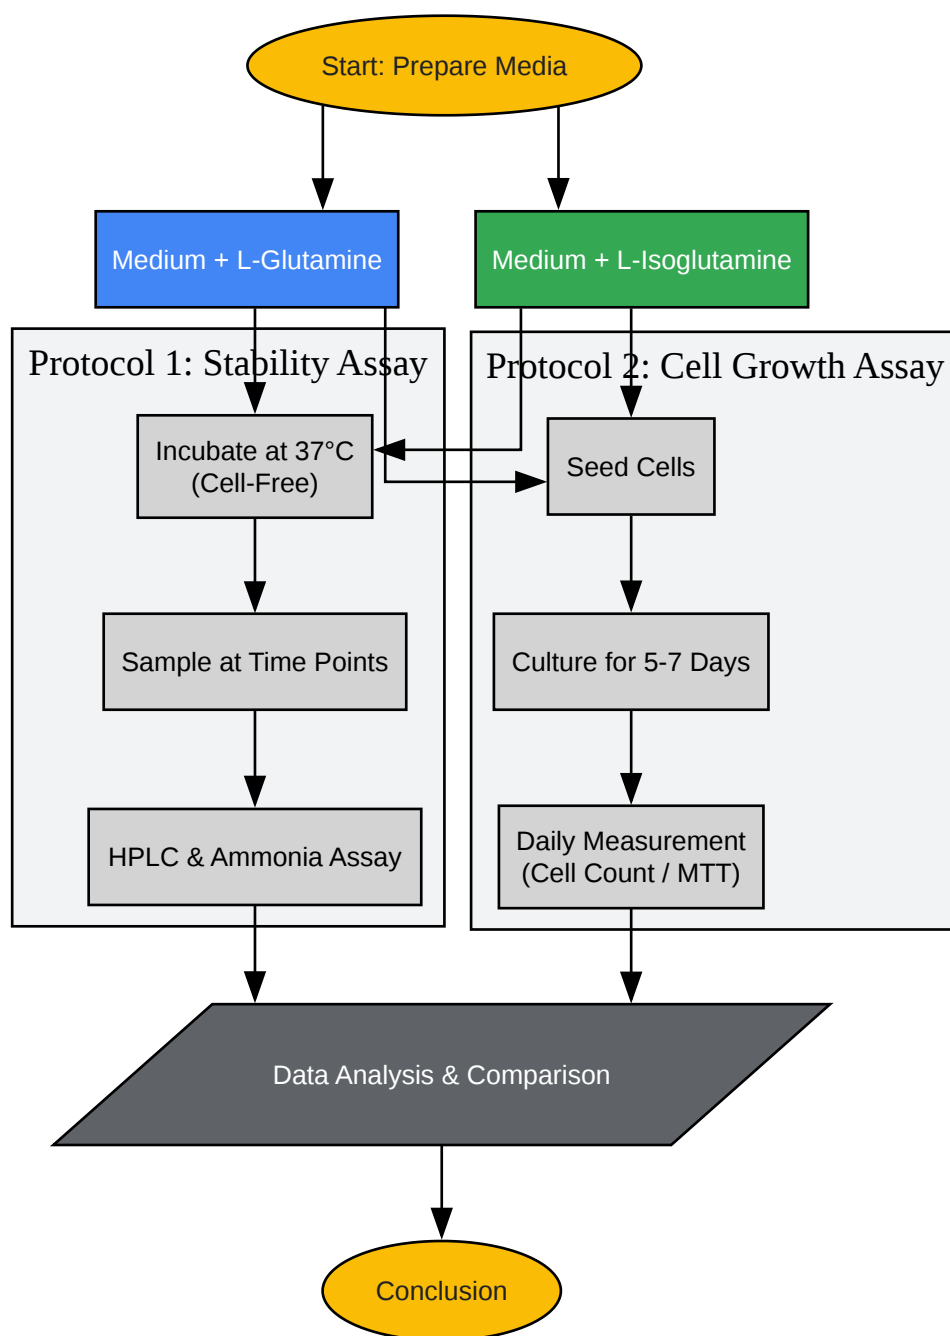 Start: Prepare Media
Medium + L-Glutamine
Medium + L-Isoglutamine
Protocol 1: Stability Assay
Incubate at 37°C
(Cell-Free)
Sample at Time Points
HPLC & Ammonia Assay
Protocol 2: Cell Growth Assay
Seed Cells
Culture for 5-7 Days
Daily Measurement
(Cell Count / MTT)
Data Analysis & Comparison
Conclusion